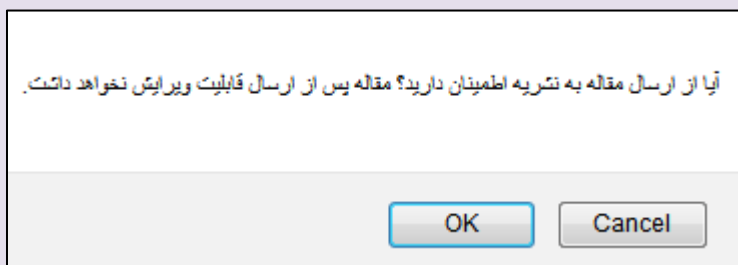 آیا از ارسال مقاله به نشریه اطمینان دارید؟ مقاله پس از ارسال قابلیت ویرایش نخواهد داشت.
OK
Cancel